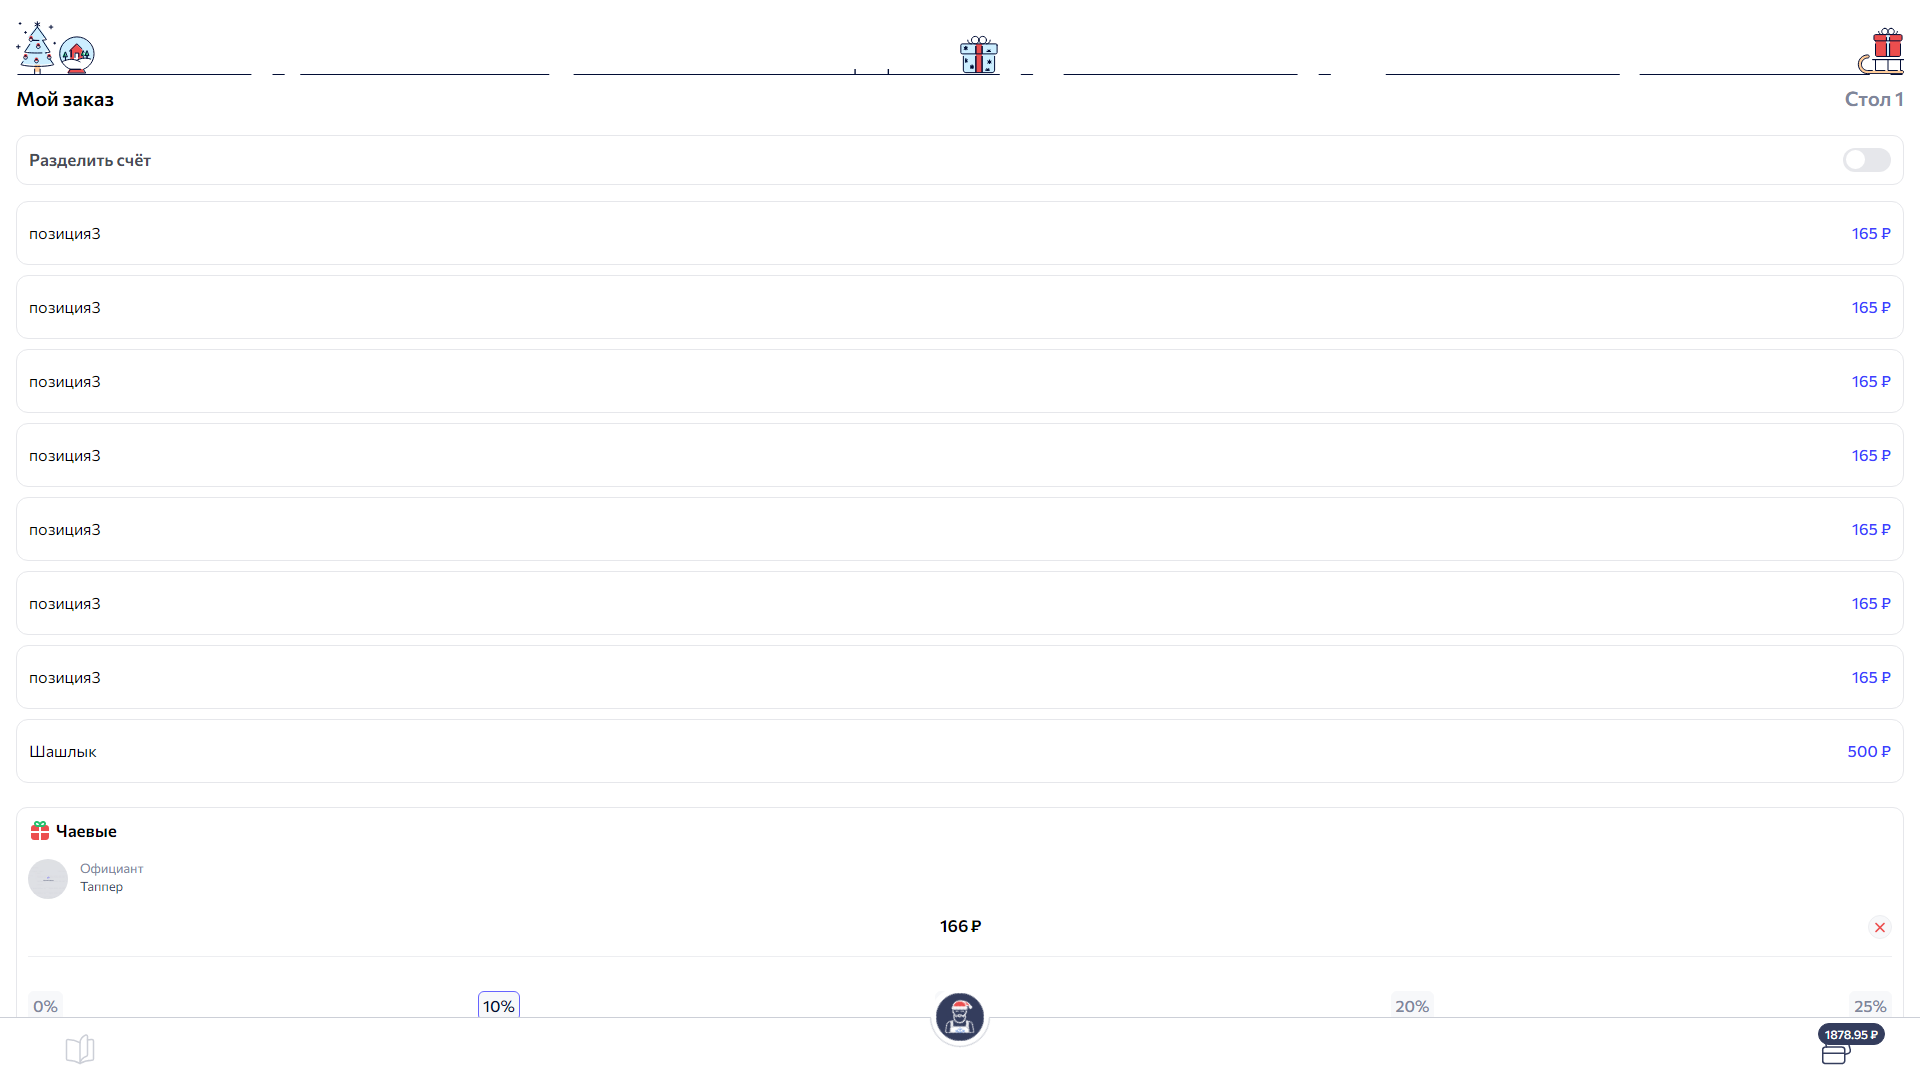 Мой заказ
Стол 1
Разделить счёт
позиция3
165 ₽
позиция3
165 ₽
позиция3
165 ₽
позиция3
165 ₽
позиция3
165 ₽
позиция3
165 ₽
позиция3
165 ₽
Шашлык
500 ₽
Чаевые
Официант
Таппер
166 ₽
0%
10%
20%
25%
1878.95 ₽